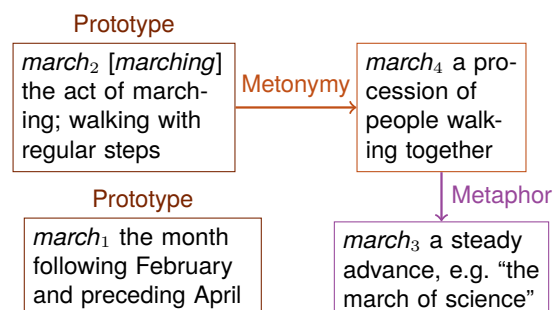 Prototype
march₂ [marching]
the act of march-
ing; walking with
regular steps
Metonymy
march₄ a pro-
cession of
people walk-
ing together
Metaphor
Prototype
march₁ the month
following February
and preceding April
march₃ a steady
advance, e.g. “the
march of science”